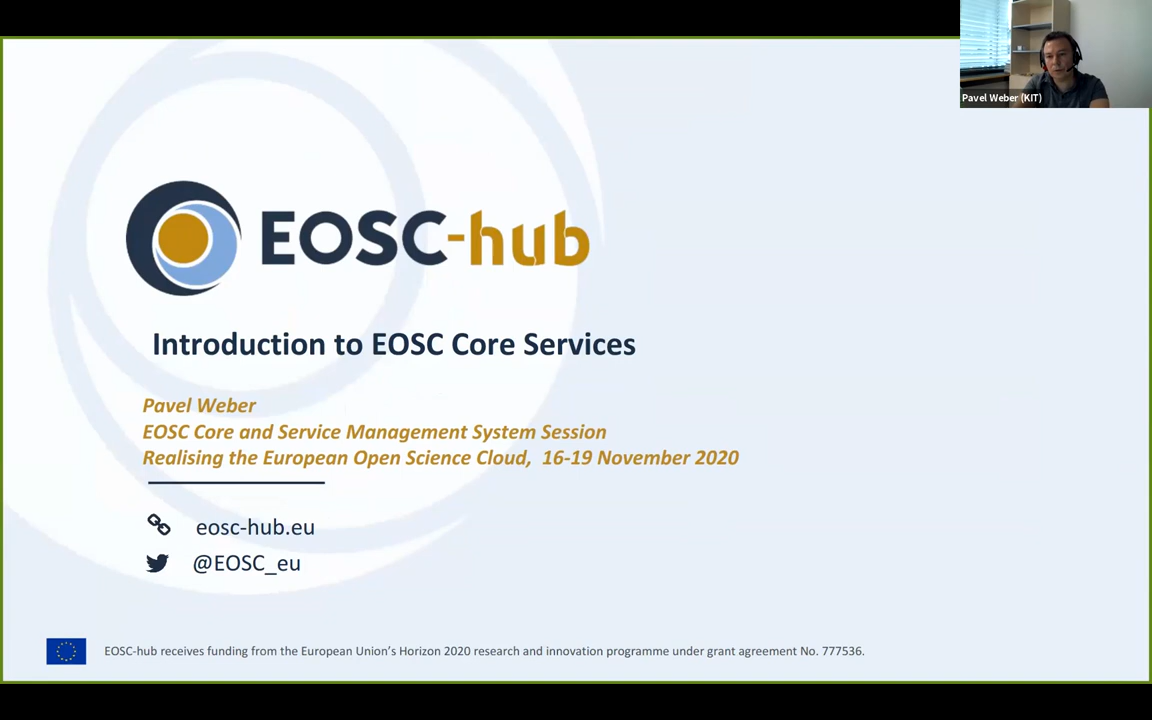 Pavel Weber (KIT)
EOSC-hub
Introduction to EOSC Core Services
Pavel Weber
EOSC Core and Service Management System Session
Realising the European Open Science Cloud,  16-19 November 2020
eosc-hub.eu
@EOSC_eu
EOSC-hub receives funding from the European Union’s Horizon 2020 research and innovation programme under grant agreement No. 777536.